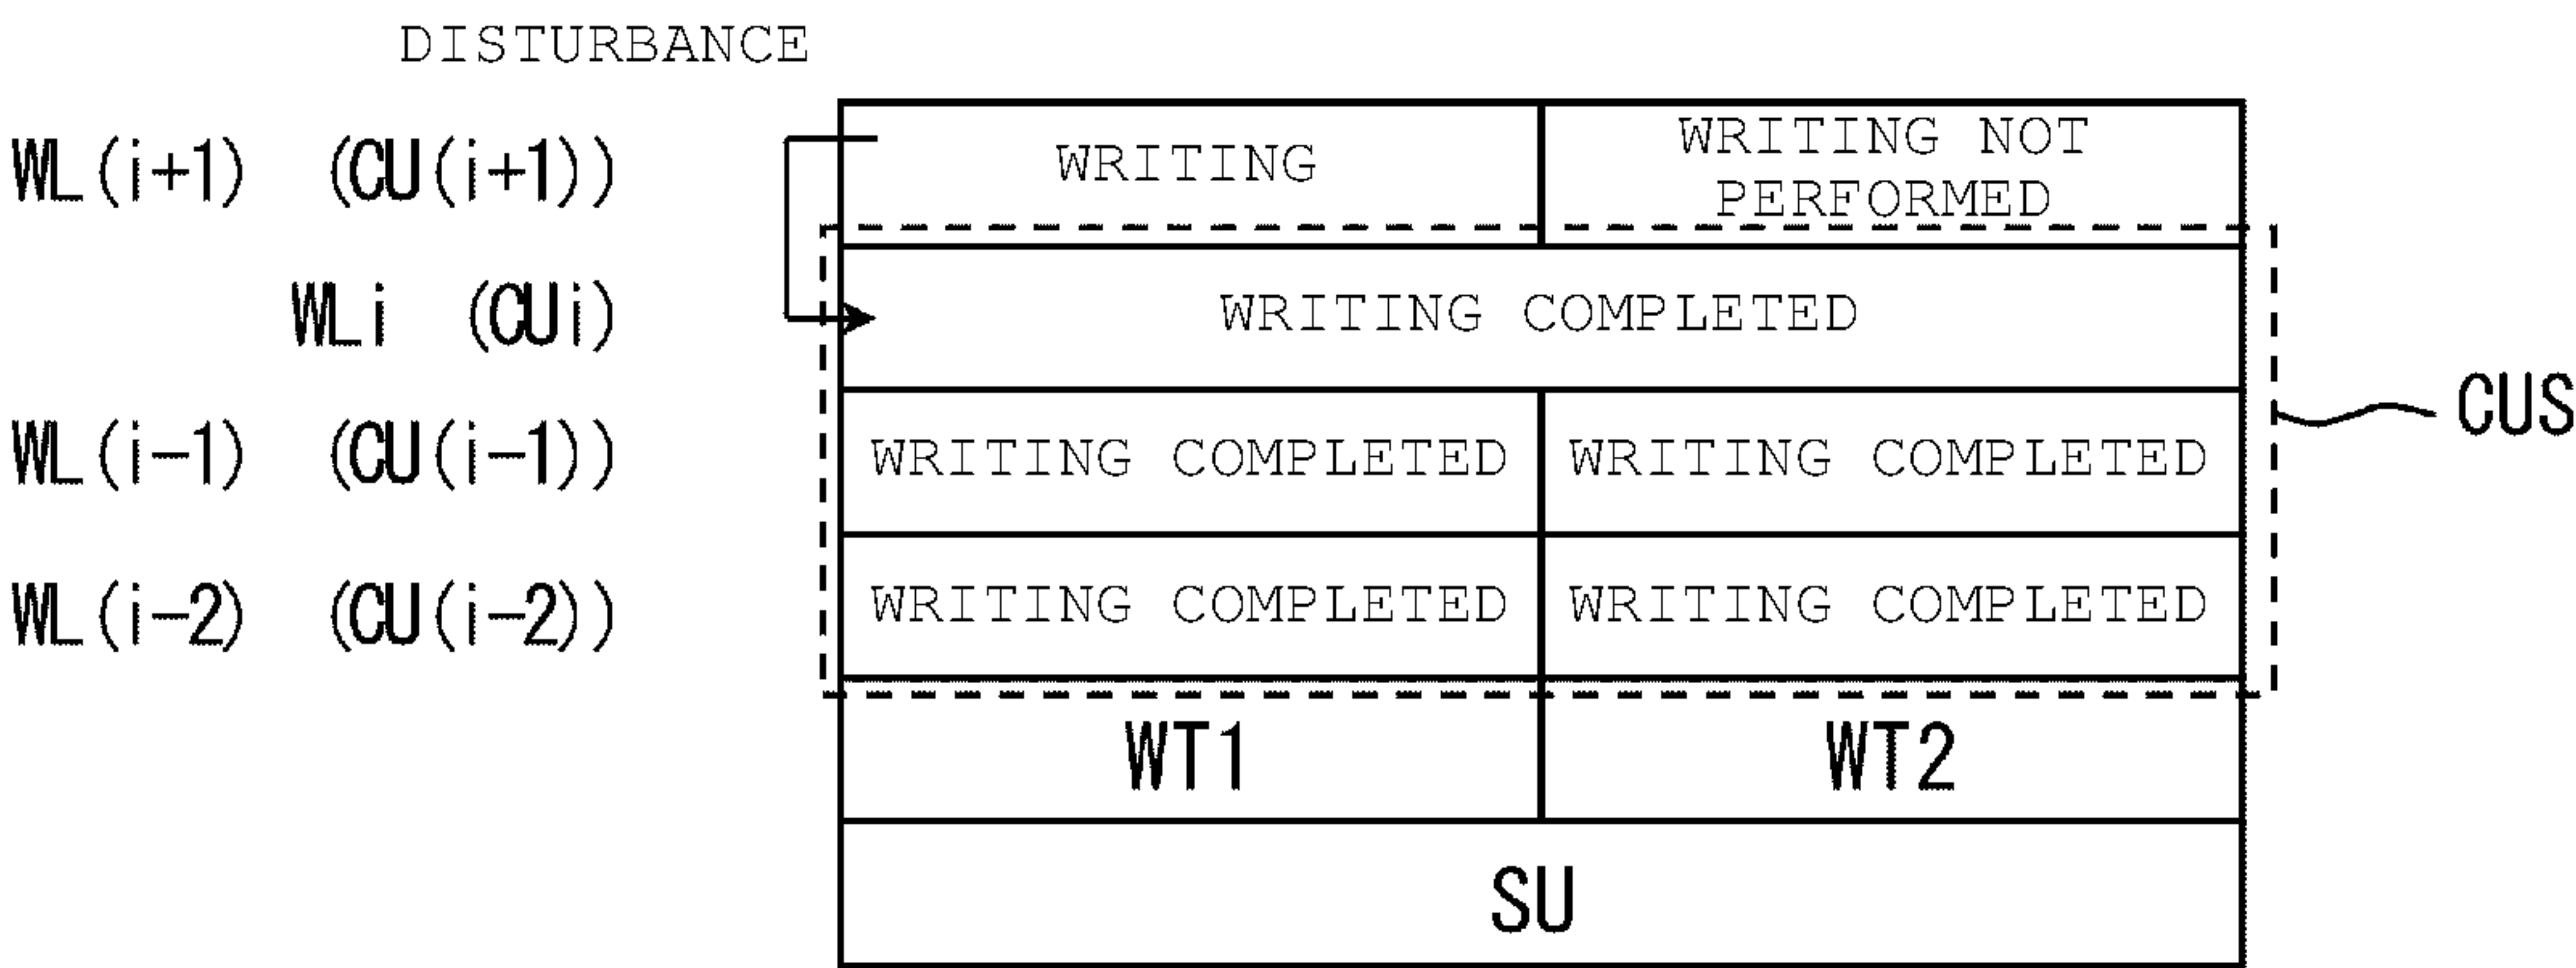 DISTURBANCE
WL(i+1) (CU(i+1)) WRITING WRITING NOT
PERFORMED
WLi (CUi) WRITING COMPLETED
WL(i-1) (CU(i-1)) WRITING COMPLETED WRITING COMPLETED
CUS
WL(i-2) (CU(i-2)) WRITING COMPLETED WRITING COMPLETED
WT1 WT2
SU